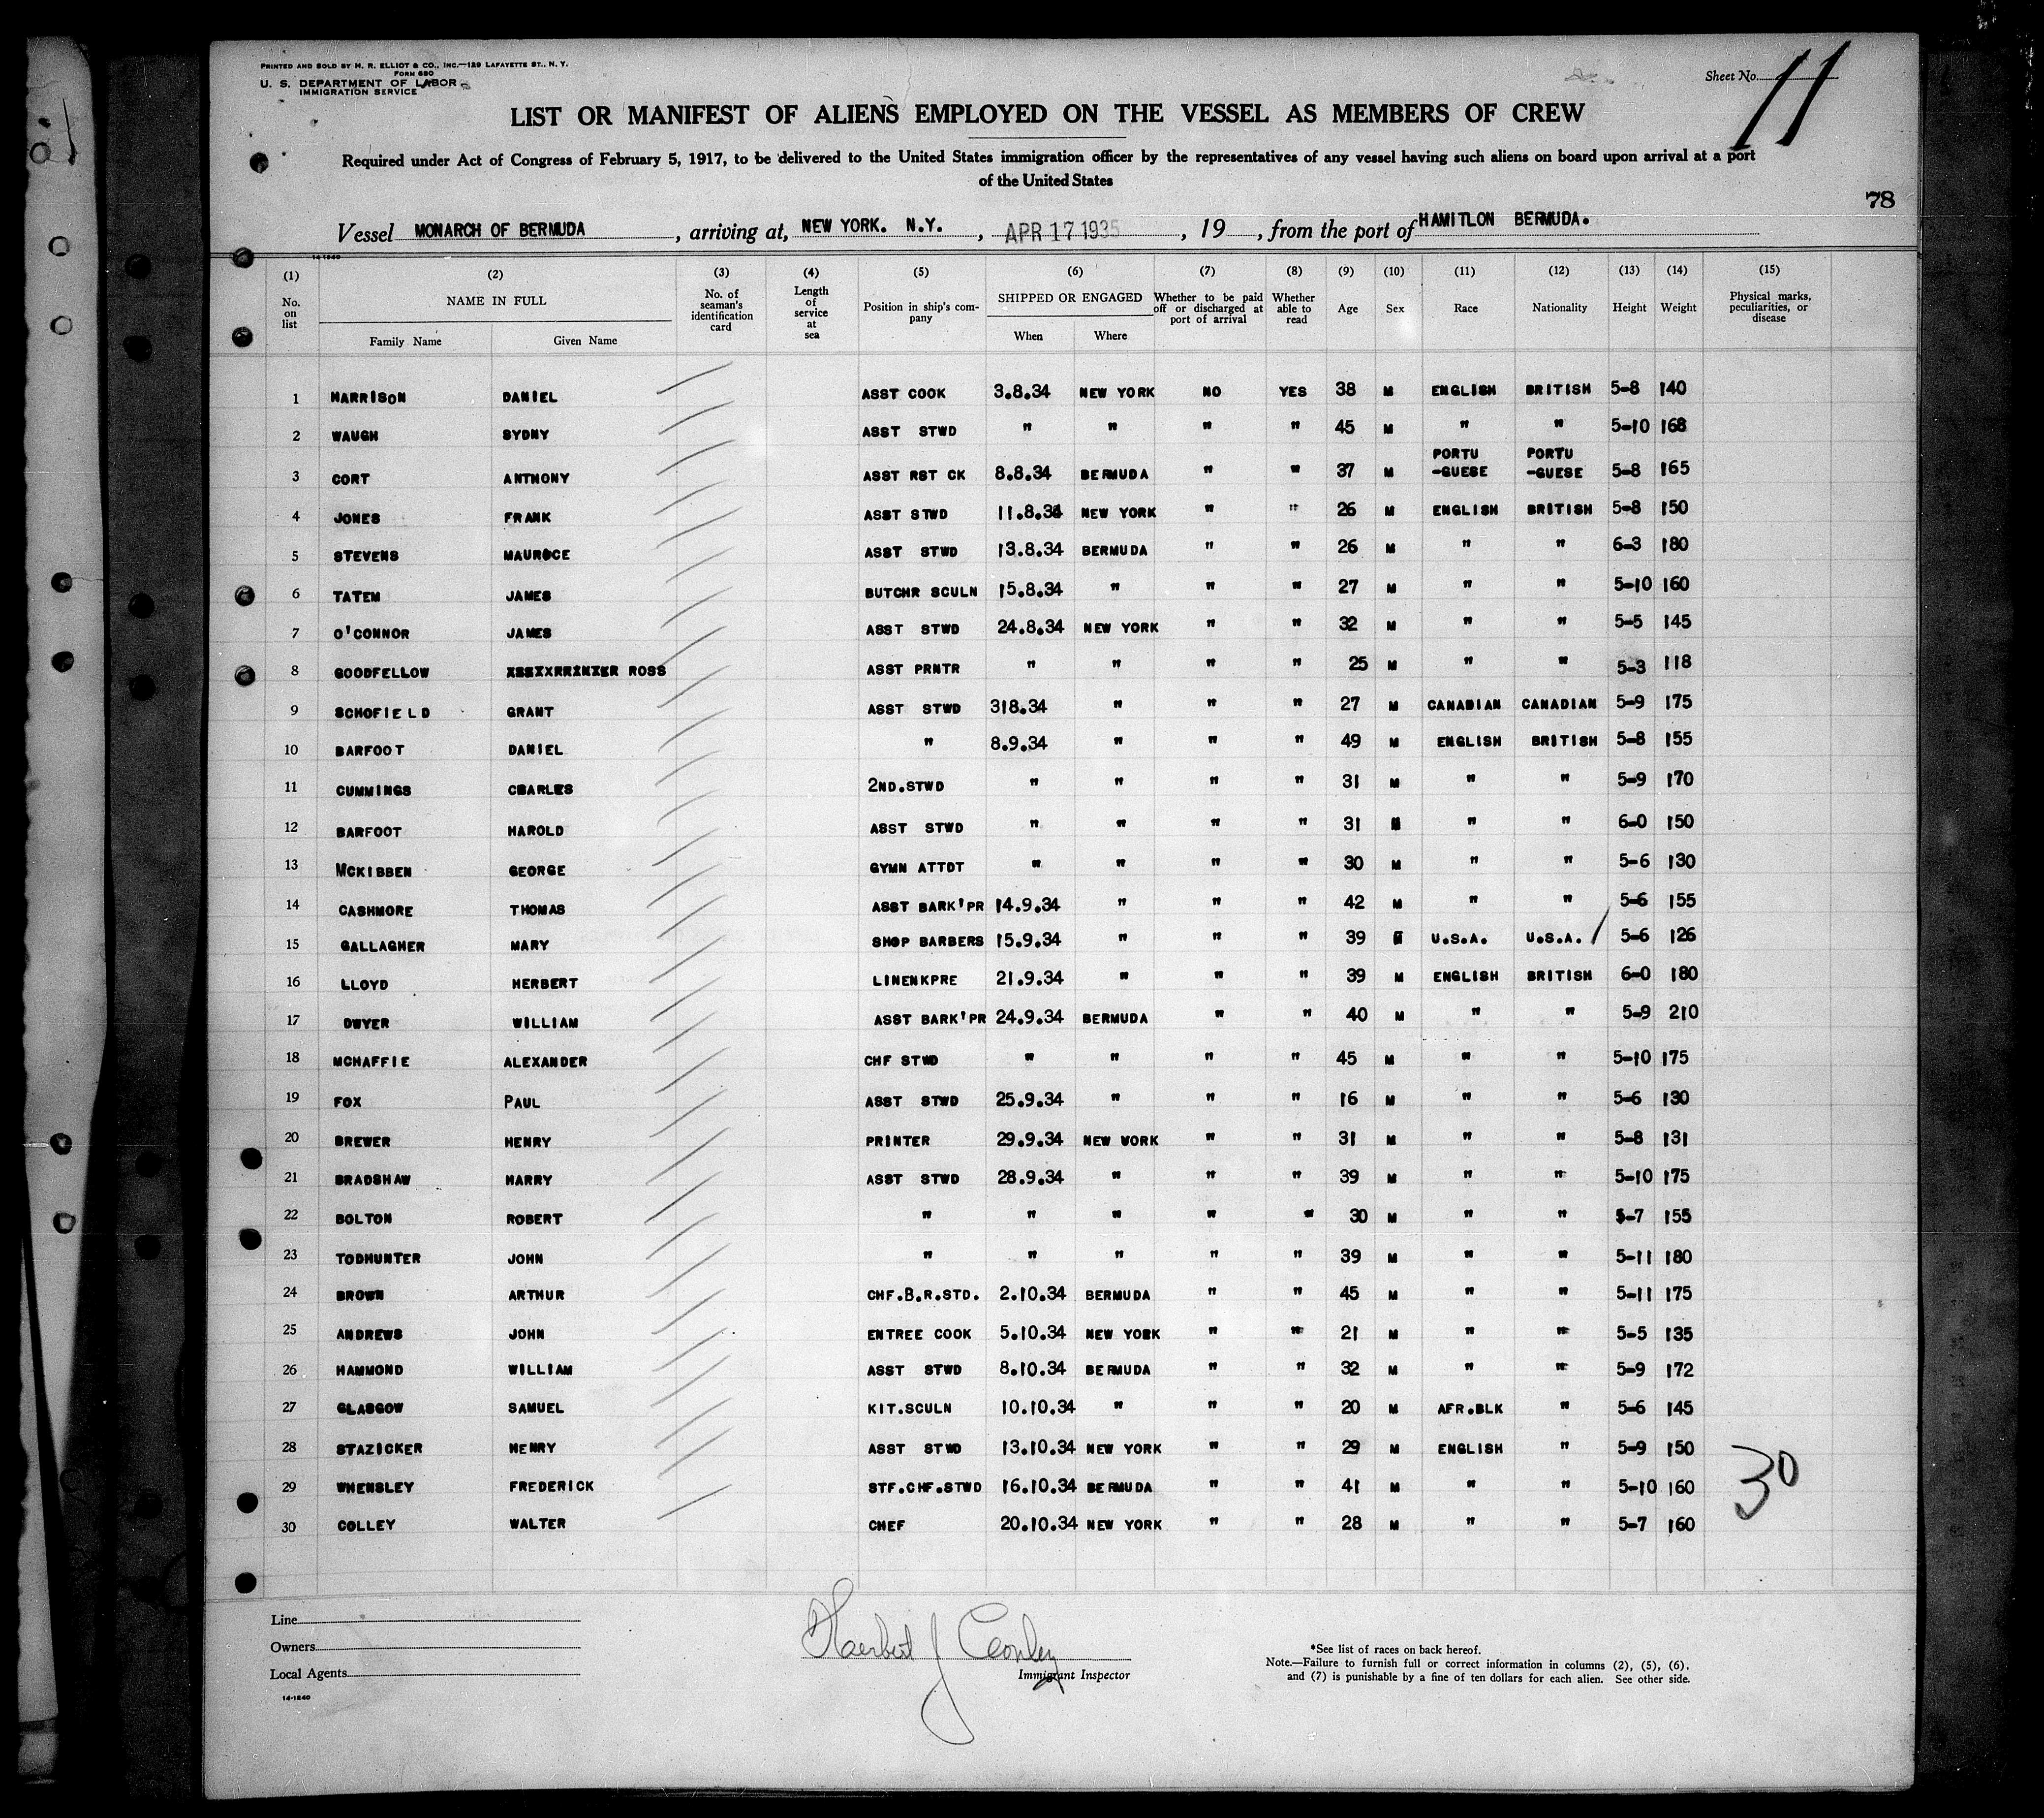 PRINTED AND SOLD BY H. R. ELLIOT & CO., INC.—129 LAFAYETTE ST., N. Y.
FORM 680
U. S. DEPARTMENT OF LABOR
IMMIGRATION SERVICE
Sheet No. 11
LIST OR MANIFEST OF ALIENS EMPLOYED ON THE VESSEL AS MEMBERS OF CREW
Required under Act of Congress of February 5, 1917, to be delivered to the United States immigration officer by the representatives of any vessel having such aliens on board upon arrival at a port
of the United States
78
Vessel MONARCH OF BERMUDA, arriving at, NEW YORK. N.Y., APR 17 1935, 19, from the port of HAMITLON BERMUDA.
14-1240
(1) (2) (3) (4) (5) (6) (7) (8) (9) (10) (11) (12) (13) (14) (15)
No. on list NAME IN FULL Family Name Given Name No. of seaman's identification card Length of service at sea Position in ship's company SHIPPED OR ENGAGED When Where Whether to be paid off or discharged at port of arrival Whether able to read Age Sex Race Nationality Height Weight Physical marks, peculiarities, or disease
1 HARRISON DANIEL ASST COOK 3.8.34 NEW YORK NO YES 38 M ENGLISH BRITISH 5-8 140
2 WAUGH SYDNY ASST STWD " " " " 45 M " " 5-10 168
3 CORT ANTHONY ASST RST CK 8.8.34 BERMUDA " " 37 M PORTU-GUESE PORTU-GUESE 5-8 165
4 JONES FRANK ASST STWD 11.8.34 NEW YORK " " 26 M ENGLISH BRITISH 5-8 150
5 STEVENS MAUROCE ASST STWD 13.8.34 BERMUDA " " 26 M " " 6-3 180
6 TATEM JAMES BUTCHR SCULN 15.8.34 " " " 27 M " " 5-10 160
7 O'CONNOR JAMES ASST STWD 24.8.34 NEW YORK " " 32 M " " 5-5 145
8 GOODFELLOW ROSS ASST PRNTR " " " " 25 M " " 5-3 118
9 SCHOFIELD GRANT ASST STWD 318.34 " " " 27 M CANADIAN CANADIAN 5-9 175
10 BARFOOT DANIEL " 8.9.34 " " " 49 M ENGLISH BRITISH 5-8 155
11 CUMMINGS CHARLES 2ND.STWD " " " " 31 M " " 5-9 170
12 BARFOOT HAROLD ASST STWD " " " " 31 M " " 6-0 150
13 MCKIBBEN GEORGE GYMN ATTDT " " " " 30 M " " 5-6 130
14 CASHMORE THOMAS ASST BARK'PR 14.9.34 " " " 42 M " " 5-6 155
15 GALLAGHER MARY SHOP BARBERS 15.9.34 " " " 39 F U.S.A. U.S.A. / 5-6 126
16 LLOYD HERBERT LINENKPRE 21.9.34 " " " 39 M ENGLISH BRITISH 6-0 180
17 DWYER WILLIAM ASST BARK'PR 24.9.34 BERMUDA " " 40 M " " 5-9 210
18 MCHAFFIE ALEXANDER CHF STWD " " " " 45 M " " 5-10 175
19 FOX PAUL ASST STWD 25.9.34 " " " 16 M " " 5-6 130
20 BREWER HENRY PRINTER 29.9.34 NEW WORK " " 31 M " " 5-8 131
21 BRADSHAW HARRY ASST STWD 28.9.34 " " " 39 M " " 5-10 175
22 BOLTON ROBERT " " " " " 30 M " " 5-7 155
23 TODHUNTER JOHN " " " " " 39 M " " 5-11 180
24 BROWN ARTHUR CHF.B.R.STD. 2.10.34 BERMUDA " " 45 M " " 5-11 175
25 ANDREWS JOHN ENTREE COOK 5.10.34 NEW YORK " " 21 M " " 5-5 135
26 HAMMOND WILLIAM ASST STWD 8.10.34 BERMUDA " " 32 M " " 5-9 172
27 GLASGOW SAMUEL KIT.SCULN 10.10.34 " " " 20 M AFR.BLK " 5-6 145
28 STAZICKER HENRY ASST STWD 13.10.34 NEW YORK " " 29 M ENGLISH " 5-9 150
29 WHENSLEY FREDERICK STF.CHF.STWD 16.10.34 BERMUDA " " 41 M " " 5-10 160
30 COLLEY WALTER CHEF 20.10.34 NEW YORK " " 28 M " " 5-7 160
30
Line
Owners
Local Agents
14-1240
Herbert J Conley
Immigrant Inspector
*See list of races on back hereof.
Note.—Failure to furnish full or correct information in columns (2), (5), (6),
and (7) is punishable by a fine of ten dollars for each alien. See other side.